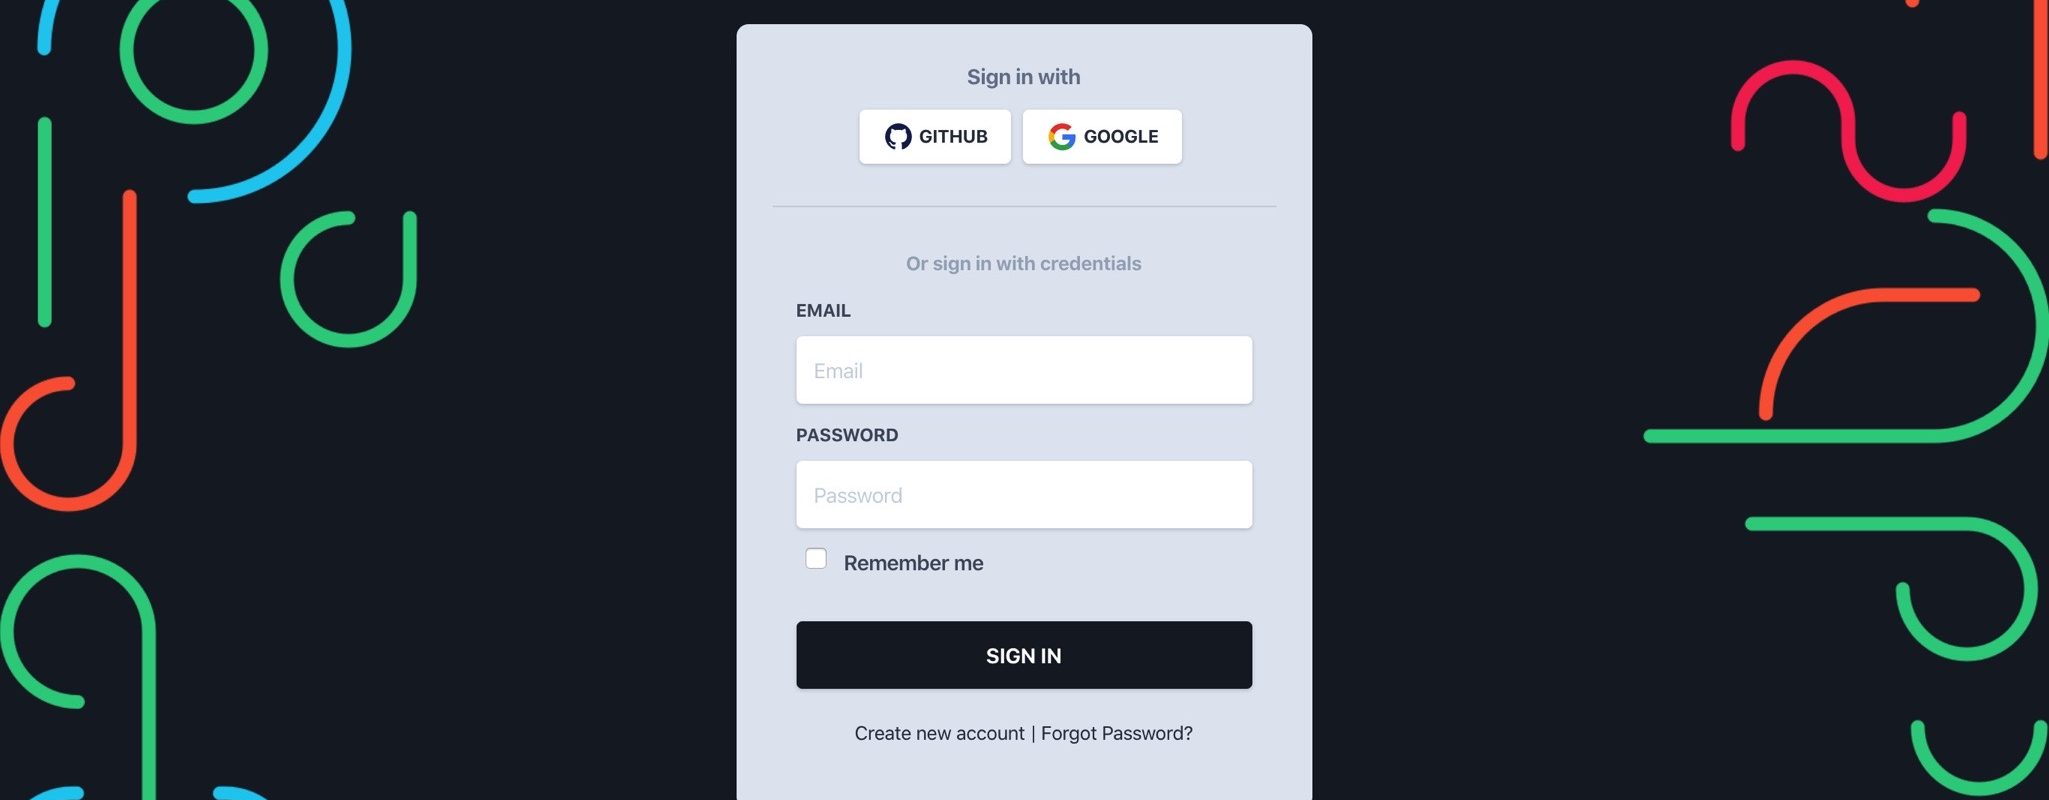 Sign in with
GITHUB GOOGLE
Or sign in with credentials
EMAIL
Email
PASSWORD
Password
Remember me
SIGN IN
Create new account | Forgot Password?